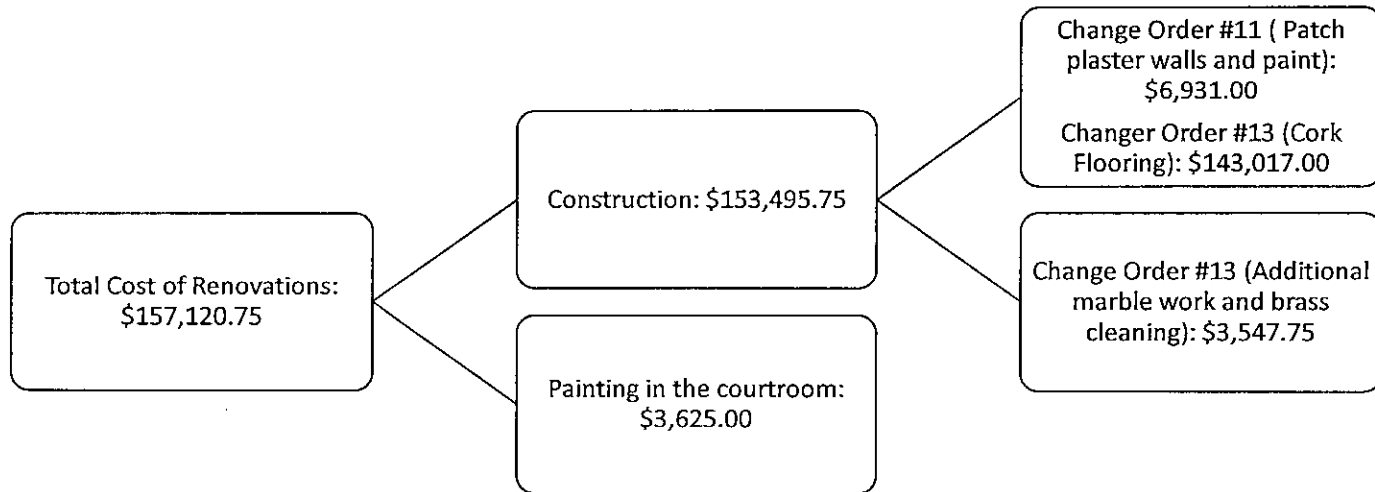 Total Cost of Renovations:
$157,120.75
Construction: $153,495.75
Painting in the courtroom:
$3,625.00
Change Order #11 ( Patch
plaster walls and paint):
$6,931.00
Changer Order #13 (Cork
Flooring): $143,017.00
Change Order #13 (Additional
marble work and brass
cleaning): $3,547.75